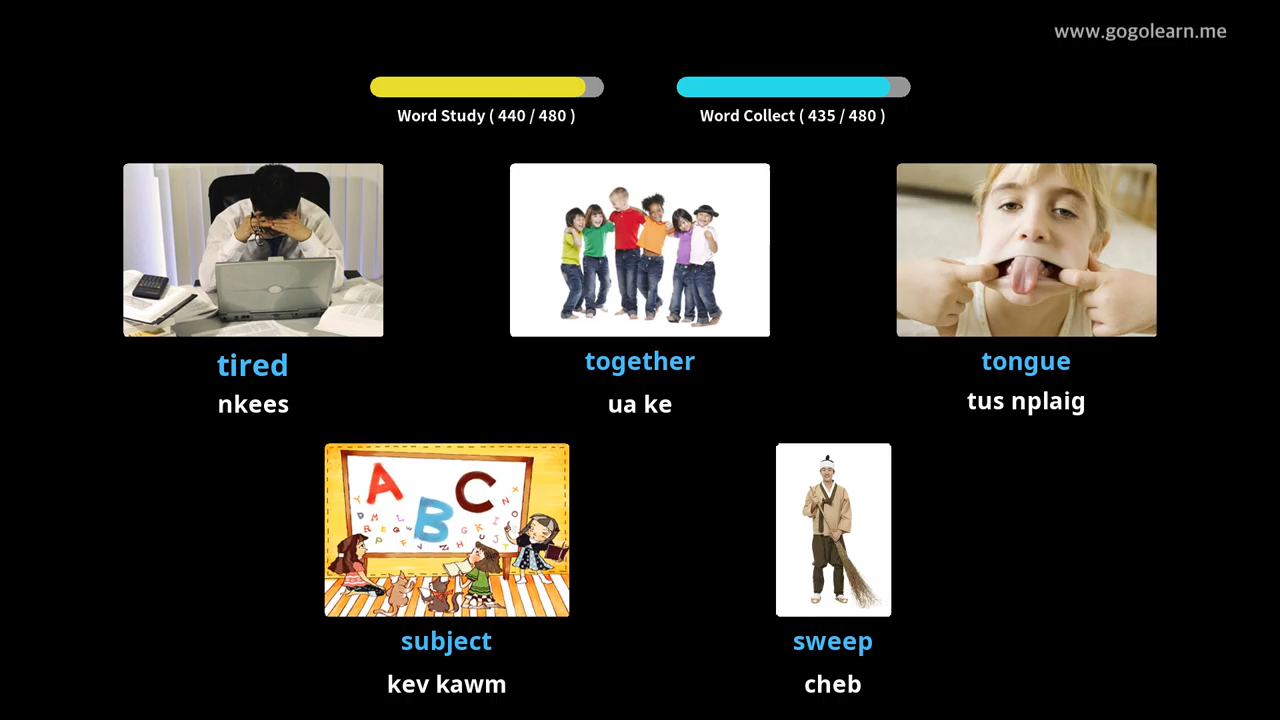 www.gogolearn.me
Word Study ( 440 / 480 )
Word Collect ( 435 / 480 )
tired
nkees
together
ua ke
tongue
tus nplaig
A B C
subject
kev kawm
sweep
cheb